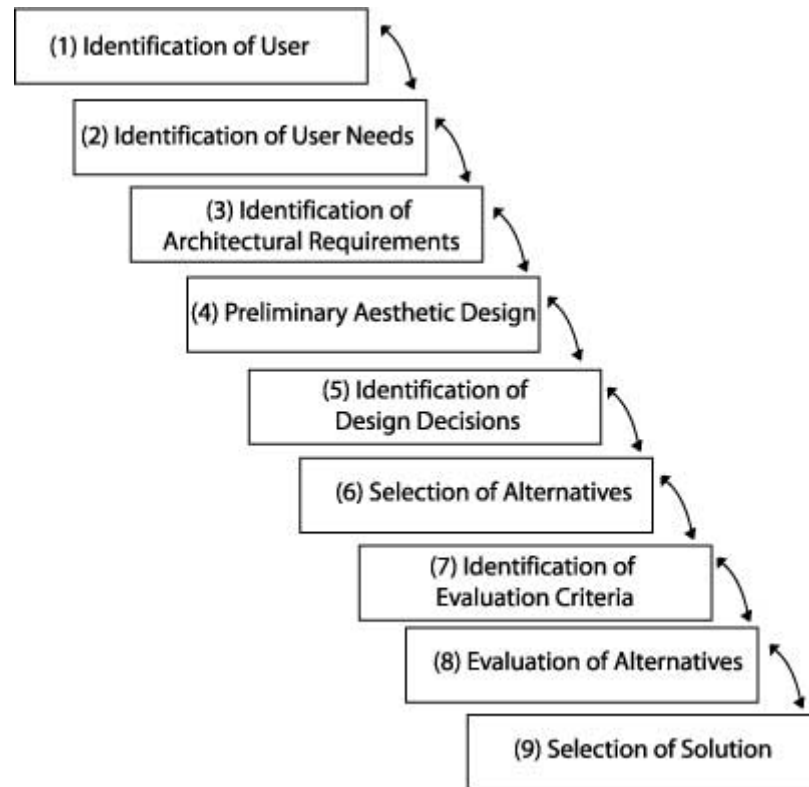 (1) Identification of User
(2) Identification of User Needs
(3) Identification of
Architectural Requirements
(4) Preliminary Aesthetic Design
(5) Identification of
Design Decisions
(6) Selection of Alternatives
(7) Identification of
Evaluation Criteria
(8) Evaluation of Alternatives
(9) Selection of Solution